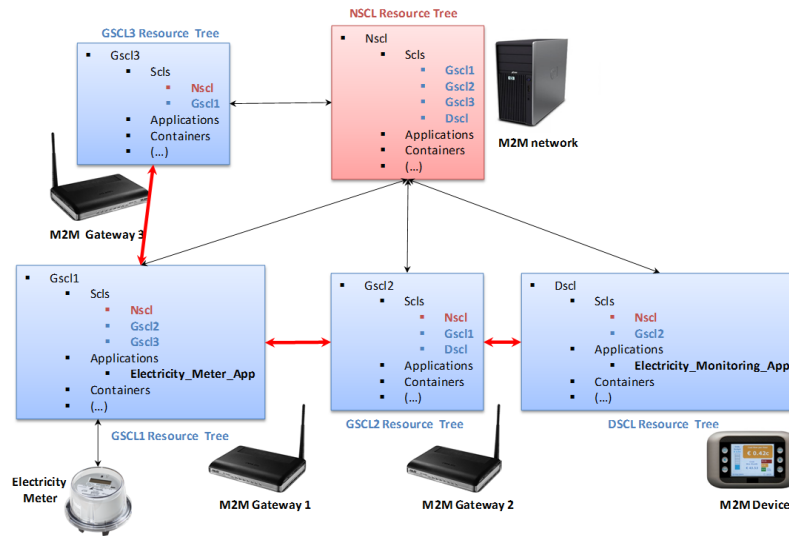 GSCL3 Resource Tree
Gscl3
Scls
Nscl
Gscl1
Applications
Containers
(...)
M2M Gateway 3
NSCL Resource Tree
Nscl
Scls
Gscl1
Gscl2
Gscl3
Dscl
Applications
Containers
(...)
M2M network
Gscl1
Scls
Nscl
Gscl2
Gscl3
Applications
Electricity_Meter_App
Containers
(...)
GSCL1 Resource Tree
Electricity
Meter
M2M Gateway 1
Gscl2
Scls
Nscl
Gscl1
Dscl
Applications
Containers
(...)
GSCL2 Resource Tree
M2M Gateway 2
Dscl
Scls
Nscl
Gscl2
Applications
Electricity_Monitoring_App
Containers
(...)
DSCL Resource Tree
M2M Device